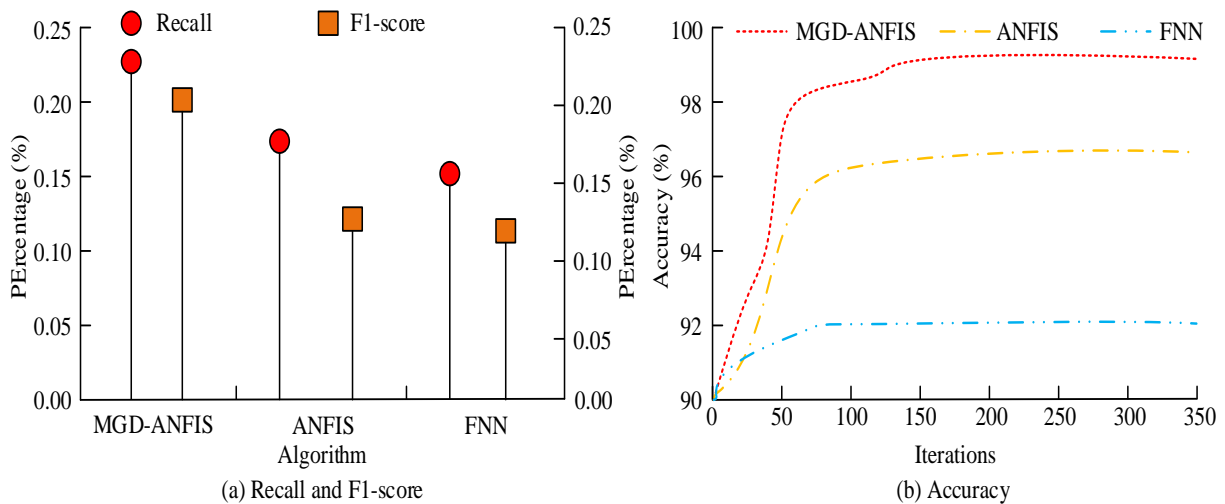 Recall F1-score
0.25
0.20
0.15
0.10
0.05
0.00
PErcentage (%)
MGD-ANFIS ANFIS FNN
Algorithm
0.25
0.20
0.15
0.10
0.05
0.00
PErcentage (%)
(a) Recall and F1-score
MGD-ANFIS ANFIS FNN
100
98
96
94
92
90
Accuracy (%)
0 50 100 150 200 250 300 350
Iterations
(b) Accuracy